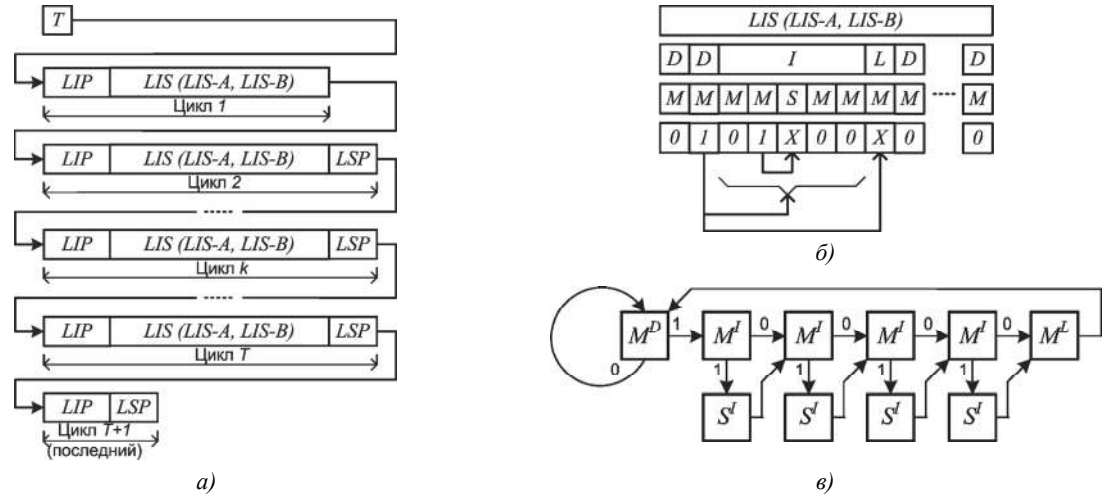 T
LIP LIS (LIS-A, LIS-B)
Цикл 1
LIP LIS (LIS-A, LIS-B) LSP
Цикл 2
LIP LIS (LIS-A, LIS-B) LSP
Цикл k
LIP LIS (LIS-A, LIS-B) LSP
Цикл T
LIP LSP
Цикл T+1
(последний)
а)
LIS (LIS-A, LIS-B)
D D I L D D
M M M M S M M M M M
0 1 0 1 X 0 0 X 0 0
б)
M^D 1 M^I 0 M^I 0 M^I 0 M^I 0 M^L
0 1 1 1 1
S^I S^I S^I S^I
в)